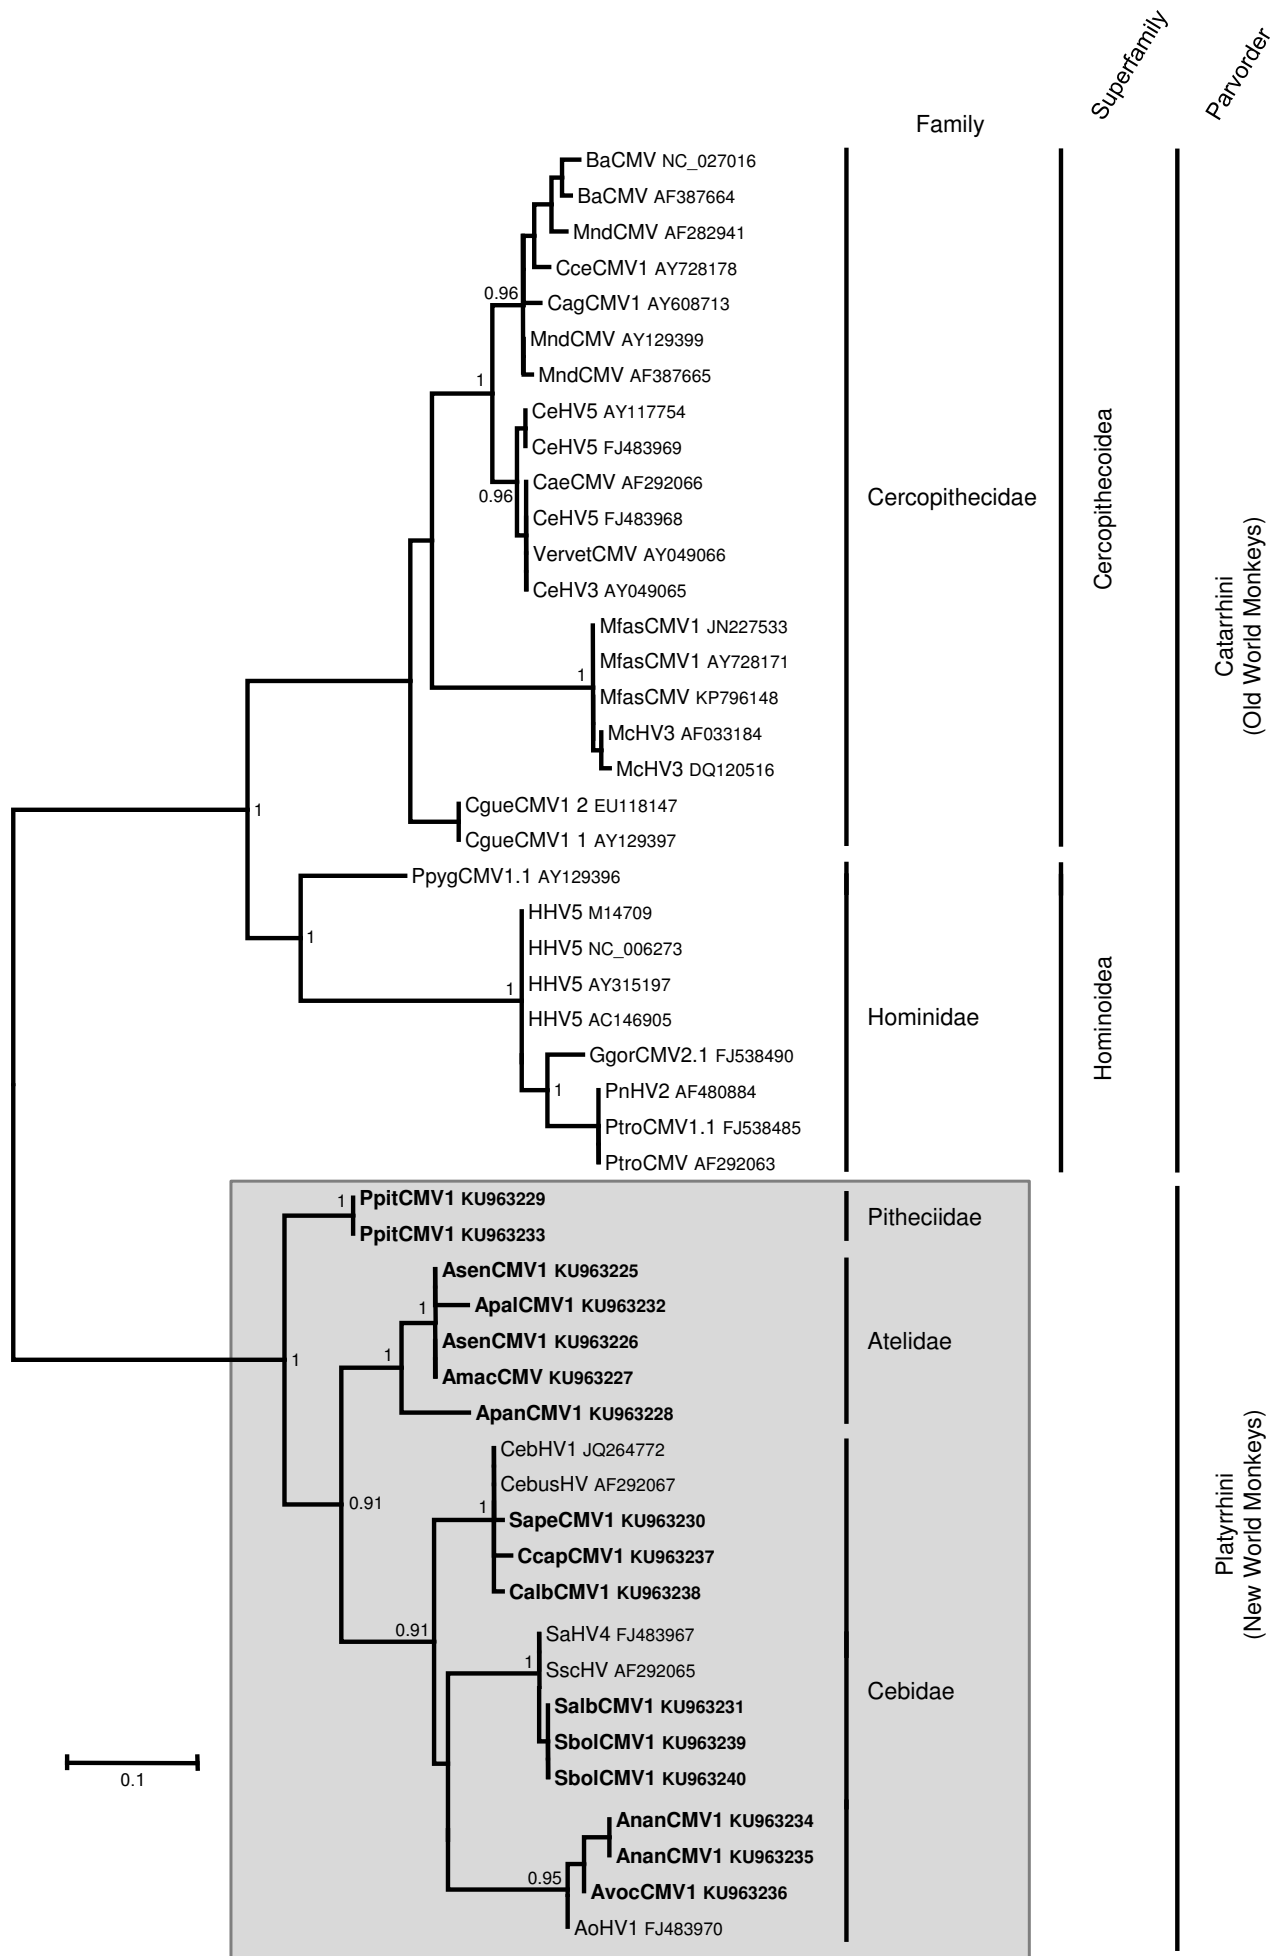 Superfamily
Parvorder
Family
BaCMV NC_027016
BaCMV AF387664
MndCMV AF282941
CceCMV1 AY728178
0.96
CagCMV1 AY608713
MndCMV AY129399
MndCMV AF387665
1
CeHV5 AY117754
CeHV5 FJ483969
CaeCMV AF292066
0.96
Cercopithecidae
CeHV5 FJ483968
VervetCMV AY049066
CeHV3 AY049065
Cercopithecoidea
MfasCMV1 JN227533
MfasCMV1 AY728171
1
MfasCMV KP796148
McHV3 AF033184
McHV3 DQ120516
Catarrhini
(Old World Monkeys)
CgueCMV1 2 EU118147
1
CgueCMV1 1 AY129397
PpygCMV1.1 AY129396
HHV5 M14709
1
HHV5 NC_006273
HHV5 AY315197
1
HHV5 AC146905
Hominidae
Hominoidea
GgorCMV2.1 FJ538490
PnHV2 AF480884
1
PtroCMV1.1 FJ538485
PtroCMV AF292063
PpitCMV1 KU963229
1
Pitheciidae
PpitCMV1 KU963233
AsenCMV1 KU963225
ApalCMV1 KU963232
1
AsenCMV1 KU963226
Atelidae
1
1
AmacCMV KU963227
ApanCMV1 KU963228
CebHV1 JQ264772
CebusHV AF292067
0.91
1
SapeCMV1 KU963230
CcapCMV1 KU963237
CalbCMV1 KU963238
Platyrrhini
(New World Monkeys)
0.91
SaHV4 FJ483967
1
SscHV AF292065
Cebidae
SalbCMV1 KU963231
SbolCMV1 KU963239
SbolCMV1 KU963240
0.1
AnanCMV1 KU963234
AnanCMV1 KU963235
0.95
AvocCMV1 KU963236
AoHV1 FJ483970